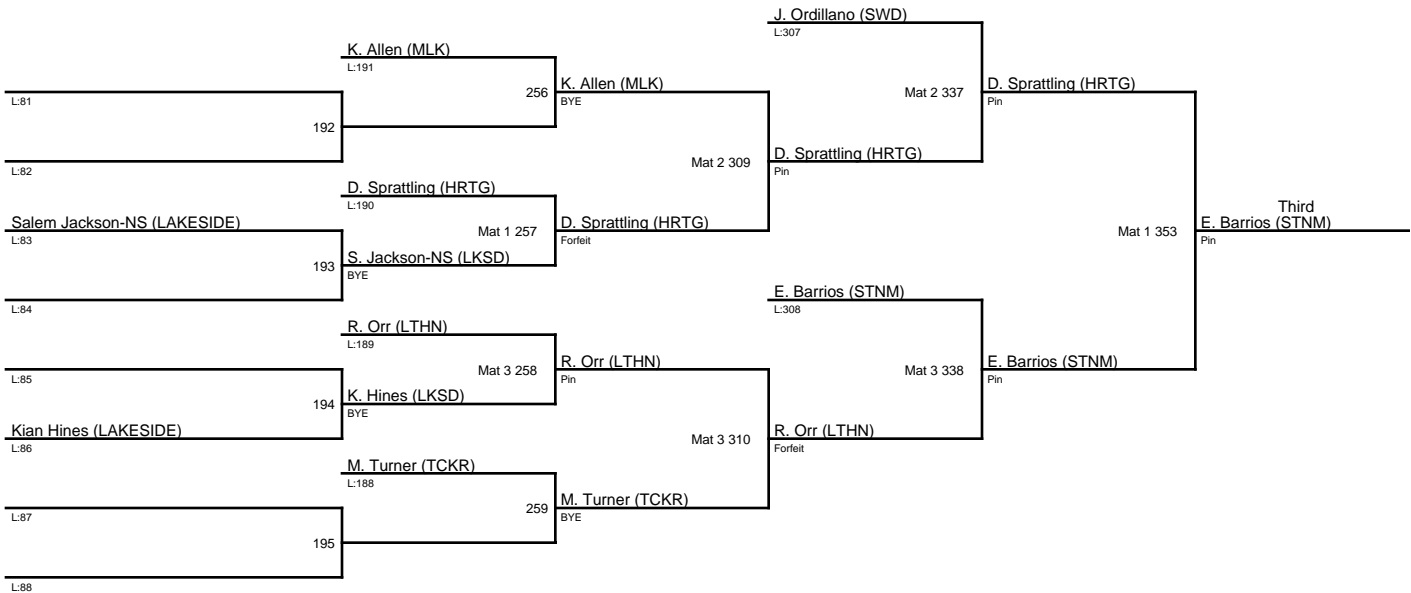 J. Ordillano (SWD)
L:307
K. Allen (MLK)
L:191
256
K. Allen (MLK)
BYE
Mat 2 337
D. Sprattling (HRTG)
Pin
L:81
192
L:82
Mat 2 309
D. Sprattling (HRTG)
Pin
D. Sprattling (HRTG)
L:190
Salem Jackson-NS (LAKESIDE)
L:83
Mat 1 257
D. Sprattling (HRTG)
Forfeit
Mat 1 353
Third
E. Barrios (STNM)
Pin
193
S. Jackson-NS (LKSD)
BYE
L:84
E. Barrios (STNM)
L:308
R. Orr (LTHN)
L:189
Mat 3 258
R. Orr (LTHN)
Pin
Mat 3 338
E. Barrios (STNM)
Pin
L:85
194
K. Hines (LKSD)
BYE
Kian Hines (LAKESIDE)
L:86
Mat 3 310
R. Orr (LTHN)
Forfeit
M. Turner (TCKR)
L:188
259
M. Turner (TCKR)
BYE
L:87
195
L:88